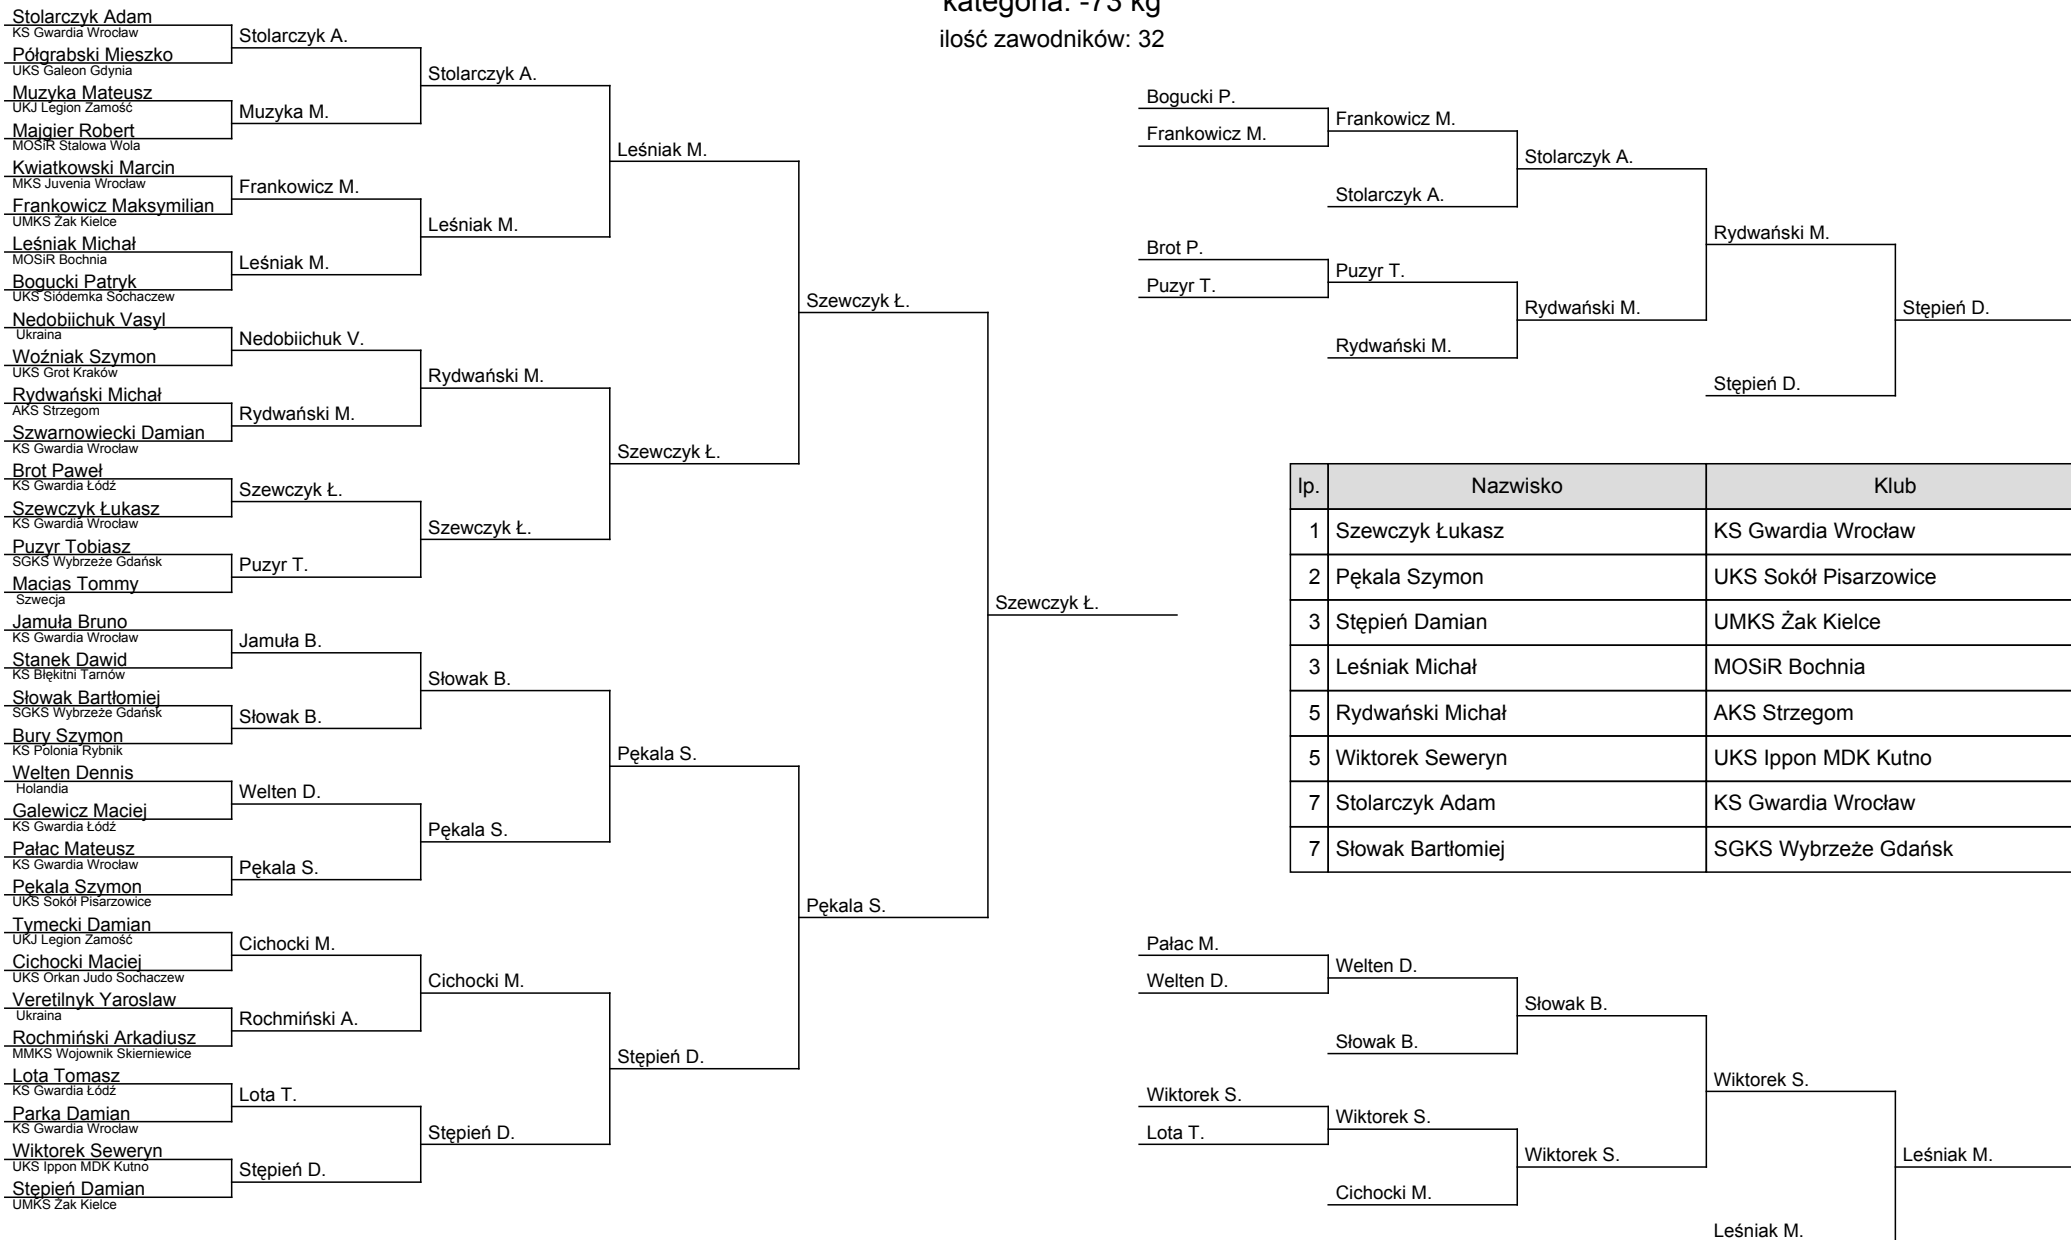 kategoria: -73 kg
ilość zawodników: 32
Stolarczyk Adam
KS Gwardia Wrocław
Półgrabski Mieszko
UKS Galeon Gdynia
Muzyka Mateusz
UKJ Legion Zamość
Majgier Robert
MOSiR Stalowa Wola
Kwiatkowski Marcin
MKS Juvenia Wrocław
Frankowicz Maksymilian
UMKS Żak Kielce
Leśniak Michał
MOSiR Bochnia
Bogucki Patryk
UKS Siódemka Sochaczew
Nedobiichuk Vasyl
Ukraina
Woźniak Szymon
UKS Grot Kraków
Rydwański Michał
AKS Strzegom
Szwarnowiecki Damian
KS Gwardia Wrocław
Brot Paweł
KS Gwardia Łódź
Szewczyk Łukasz
KS Gwardia Wrocław
Puzyr Tobiasz
SGKS Wybrzeże Gdańsk
Macias Tommy
Szwecja
Jamuła Bruno
KS Gwardia Wrocław
Stanek Dawid
KS Błękitni Tarnów
Słowak Bartłomiej
SGKS Wybrzeże Gdańsk
Bury Szymon
KS Polonia Rybnik
Welten Dennis
Holandia
Galewicz Maciej
KS Gwardia Łódź
Pałac Mateusz
KS Gwardia Wrocław
Pękala Szymon
UKS Sokół Pisarzowice
Tymecki Damian
UKJ Legion Zamość
Cichocki Maciej
UKS Orkan Judo Sochaczew
Veretilnyk Yaroslaw
Ukraina
Rochmiński Arkadiusz
MMKS Wojownik Skierniewice
Lota Tomasz
KS Gwardia Łódź
Parka Damian
KS Gwardia Wrocław
Wiktorek Seweryn
UKS Ippon MDK Kutno
Stępień Damian
UMKS Żak Kielce
Stolarczyk A.
Muzyka M.
Frankowicz M.
Leśniak M.
Nedobiichuk V.
Rydwański M.
Szewczyk Ł.
Puzyr T.
Jamuła B.
Słowak B.
Welten D.
Pękala S.
Cichocki M.
Rochmiński A.
Lota T.
Stępień D.
Stolarczyk A.
Leśniak M.
Rydwański M.
Szewczyk Ł.
Słowak B.
Pękala S.
Cichocki M.
Stępień D.
Leśniak M.
Szewczyk Ł.
Pękala S.
Stępień D.
Szewczyk Ł.
Pękala S.
Szewczyk Ł.
Bogucki P.
Frankowicz M.
Brot P.
Puzyr T.
Frankowicz M.
Stolarczyk A.
Puzyr T.
Rydwański M.
Stolarczyk A.
Rydwański M.
Rydwański M.
Stępień D.
Stępień D.
lp. Nazwisko Klub
1 Szewczyk Łukasz KS Gwardia Wrocław
2 Pękala Szymon UKS Sokół Pisarzowice
3 Stępień Damian UMKS Żak Kielce
3 Leśniak Michał MOSiR Bochnia
5 Rydwański Michał AKS Strzegom
5 Wiktorek Seweryn UKS Ippon MDK Kutno
7 Stolarczyk Adam KS Gwardia Wrocław
7 Słowak Bartłomiej SGKS Wybrzeże Gdańsk
Pałac M.
Welten D.
Wiktorek S.
Lota T.
Welten D.
Słowak B.
Wiktorek S.
Cichocki M.
Słowak B.
Wiktorek S.
Wiktorek S.
Leśniak M.
Leśniak M.